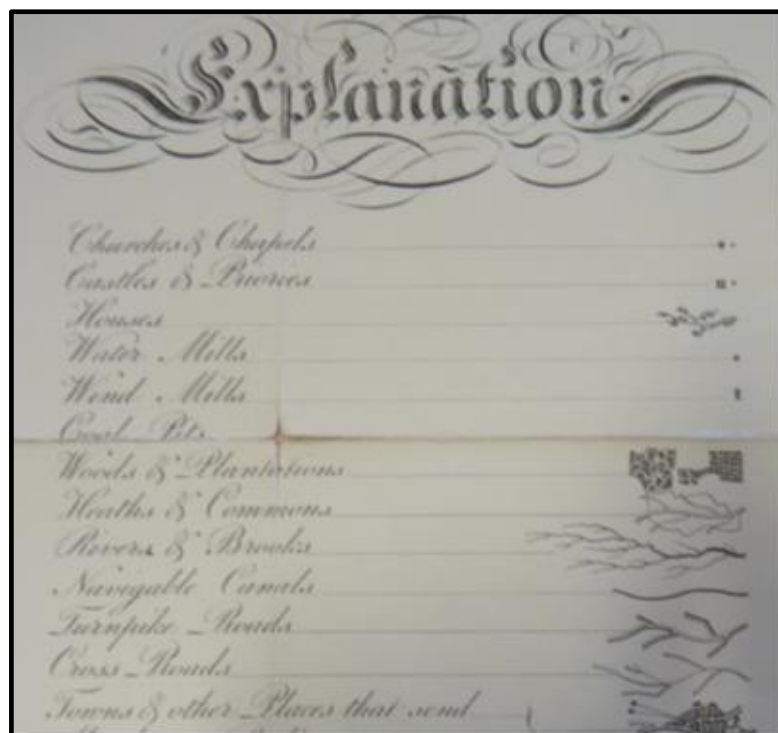 Explanation.
Churches & Chapels
Castles & Priories
Houses
Water Mills
Wind Mills
Coal Pits
Woods & Plantations
Heaths & Commons
Rivers & Brooks
Navigable Canals
Turnpike Roads
Cross Roads
Towns & other Places that send